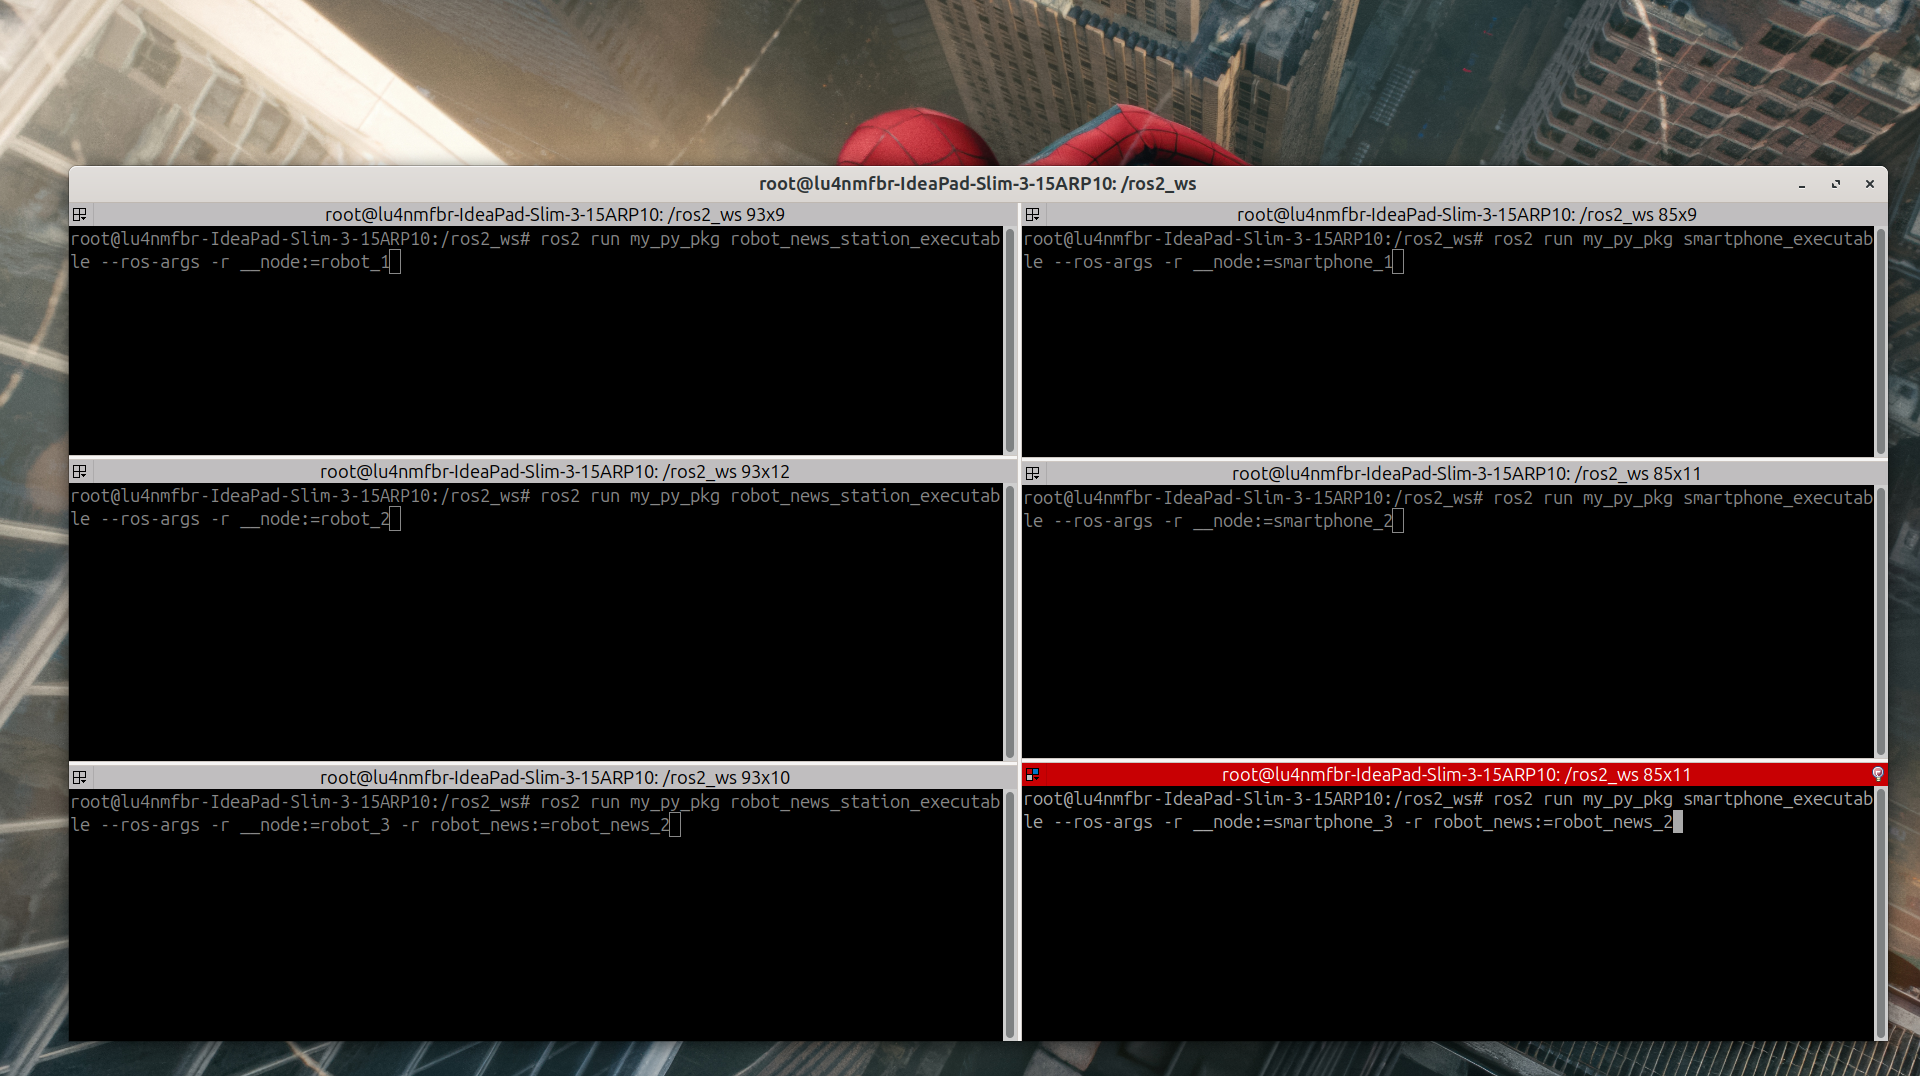 root@lu4nmfbr-IdeaPad-Slim-3-15ARP10: /ros2_ws
root@lu4nmfbr-IdeaPad-Slim-3-15ARP10: /ros2_ws 93x9
root@lu4nmfbr-IdeaPad-Slim-3-15ARP10:/ros2_ws# ros2 run my_py_pkg robot_news_station_executab
le --ros-args -r __node:=robot_1
root@lu4nmfbr-IdeaPad-Slim-3-15ARP10: /ros2_ws 85x9
root@lu4nmfbr-IdeaPad-Slim-3-15ARP10:/ros2_ws# ros2 run my_py_pkg smartphone_executab
le --ros-args -r __node:=smartphone_1
root@lu4nmfbr-IdeaPad-Slim-3-15ARP10: /ros2_ws 93x12
root@lu4nmfbr-IdeaPad-Slim-3-15ARP10:/ros2_ws# ros2 run my_py_pkg robot_news_station_executab
le --ros-args -r __node:=robot_2
root@lu4nmfbr-IdeaPad-Slim-3-15ARP10: /ros2_ws 85x11
root@lu4nmfbr-IdeaPad-Slim-3-15ARP10:/ros2_ws# ros2 run my_py_pkg smartphone_executab
le --ros-args -r __node:=smartphone_2
root@lu4nmfbr-IdeaPad-Slim-3-15ARP10: /ros2_ws 93x10
root@lu4nmfbr-IdeaPad-Slim-3-15ARP10:/ros2_ws# ros2 run my_py_pkg robot_news_station_executab
le --ros-args -r __node:=robot_3 -r robot_news:=robot_news_2
root@lu4nmfbr-IdeaPad-Slim-3-15ARP10: /ros2_ws 85x11
root@lu4nmfbr-IdeaPad-Slim-3-15ARP10:/ros2_ws# ros2 run my_py_pkg smartphone_executab
le --ros-args -r __node:=smartphone_3 -r robot_news:=robot_news_2